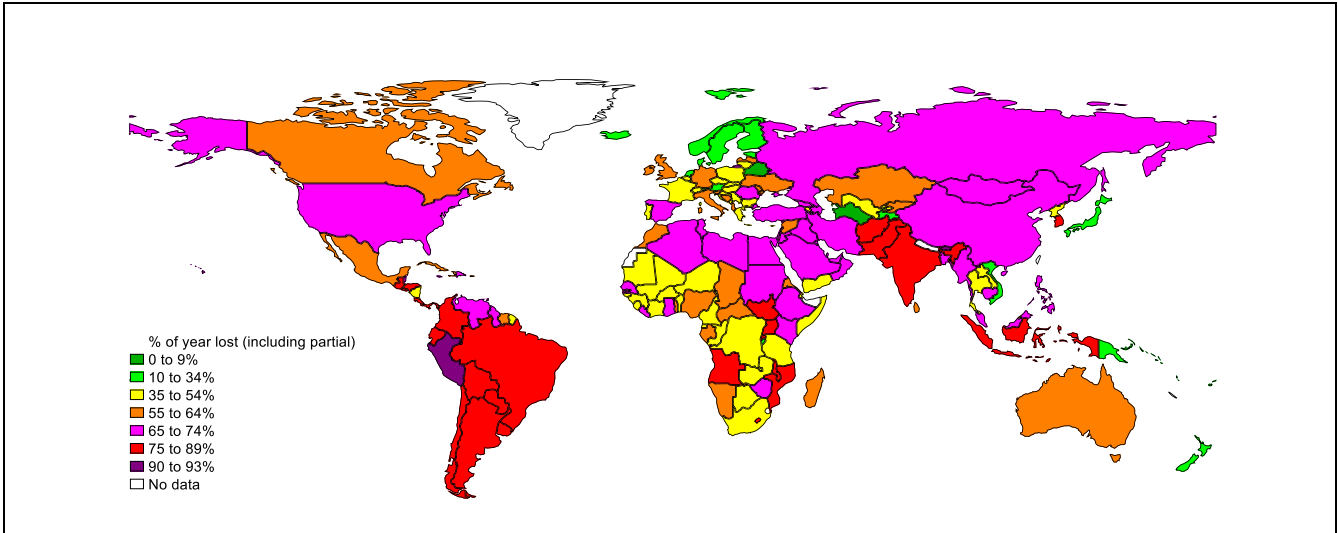 % of year lost (including partial)
0 to 9%
10 to 34%
35 to 54%
55 to 64%
65 to 74%
75 to 89%
90 to 93%
No data